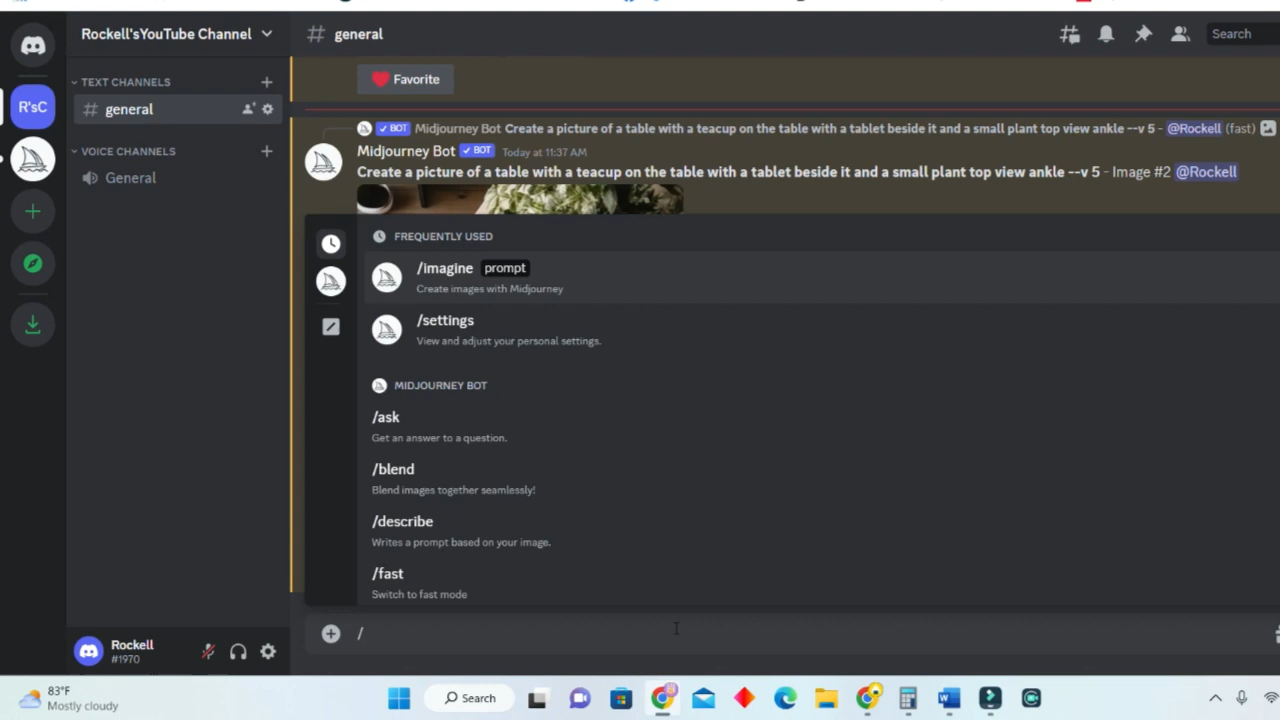 Rockell'sYouTube Channel
# general
Search
TEXT CHANNELS
R'sC
# general
VOICE CHANNELS
General
Favorite
BOT Midjourney Bot Create a picture of a table with a teacup on the table with a tablet beside it and a small plant top view ankle --v 5 - @Rockell (fast)
Midjourney Bot BOT Today at 11:37 AM
Create a picture of a table with a teacup on the table with a tablet beside it and a small plant top view ankle --v 5 - Image #2 @Rockell
FREQUENTLY USED
/imagine prompt
Create images with Midjourney
/settings
View and adjust your personal settings.
MIDJOURNEY BOT
/ask
Get an answer to a question.
/blend
Blend images together seamlessly!
/describe
Writes a prompt based on your image.
/fast
Switch to fast mode
/
Rockell
#1970
83°F
Mostly cloudy
Search